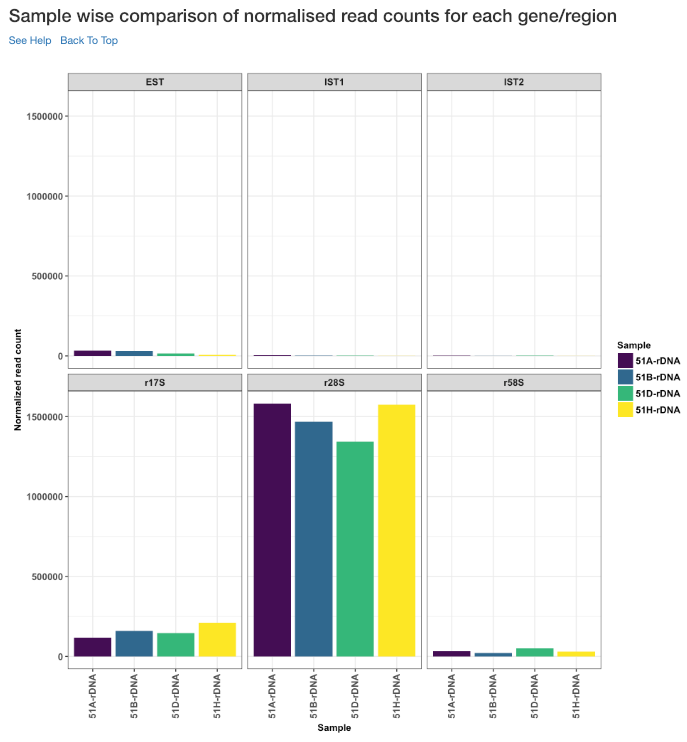 Sample wise comparison of normalised read counts for each gene/region
See Help Back To Top
EST IST1 IST2
1500000
1000000
500000
0
r17S r28S r58S
1500000
1000000
500000
0
Normalized read count
51A-rDNA 51B-rDNA 51D-rDNA 51H-rDNA 51A-rDNA 51B-rDNA 51D-rDNA 51H-rDNA 51A-rDNA 51B-rDNA 51D-rDNA 51H-rDNA
Sample
Sample
51A-rDNA
51B-rDNA
51D-rDNA
51H-rDNA